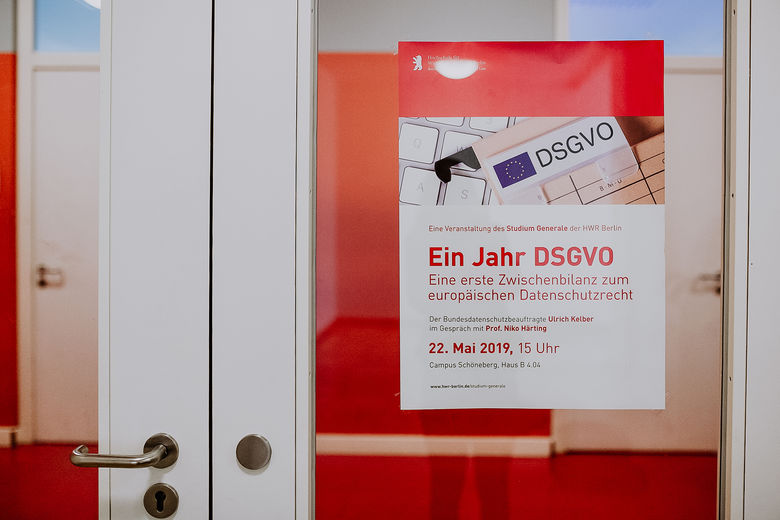 Hochschule für
DSGVO
Q
A
S
B - M - U
Eine Veranstaltung des Studium Generale der HWR Berlin
Ein Jahr DSGVO
Eine erste Zwischenbilanz zum
europäischen Datenschutzrecht
Der Bundesdatenschutzbeauftragte Ulrich Kelber
im Gespräch mit Prof. Niko Härting
22. Mai 2019, 15 Uhr
Campus Schöneberg, Haus B 4.04
www.hwr-berlin.de/studium-generale